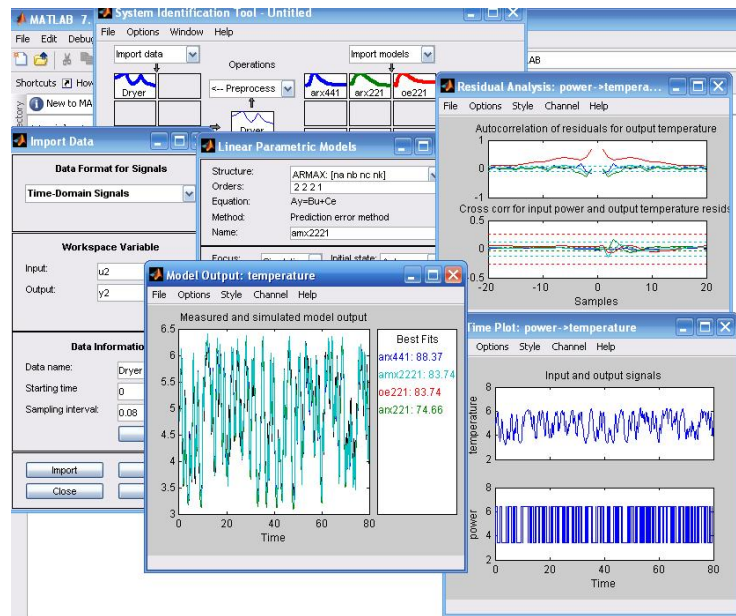 MATLAB 7.
File Edit Debu
Shortcuts How
New to MA
AB
System Identification Tool - Untitled
File Options Window Help
Import data
Operations
Import models
<-- Preprocess
Dryer
arx441
arx221
oe221
Dryer
Import Data
Data Format for Signals
Time-Domain Signals
Workspace Variable
Input:
u2
Output:
y2
Data Information
Data name:
Dryer
Starting time
0
Sampling interval:
0.08
Import
Close
Linear Parametric Models
Structure:
ARMAX: [na nb nc nk]
Orders:
2 2 2 1
Equation:
Ay=Bu+Ce
Method:
Prediction error method
Name:
amx2221
Focus:
Initial state:
Residual Analysis: power->tempera...
File Options Style Channel Help
Autocorrelation of residuals for output temperature
1
0
-1
Cross corr for input power and output temperature resids
0.5
0
-0.5
-20 -10 0 10 20
Samples
Model Output: temperature
File Options Style Channel Help
Measured and simulated model output
6.5
6
5.5
5
4.5
4
3.5
3
0 20 40 60 80
Time
Best Fits
arx441: 88.37
amx2221: 83.74
oe221: 83.74
arx221: 74.66
Time Plot: power->temperature
Options Style Channel Help
Input and output signals
temperature
8
6
4
2
power
8
6
4
2
0 20 40 60 80
Time